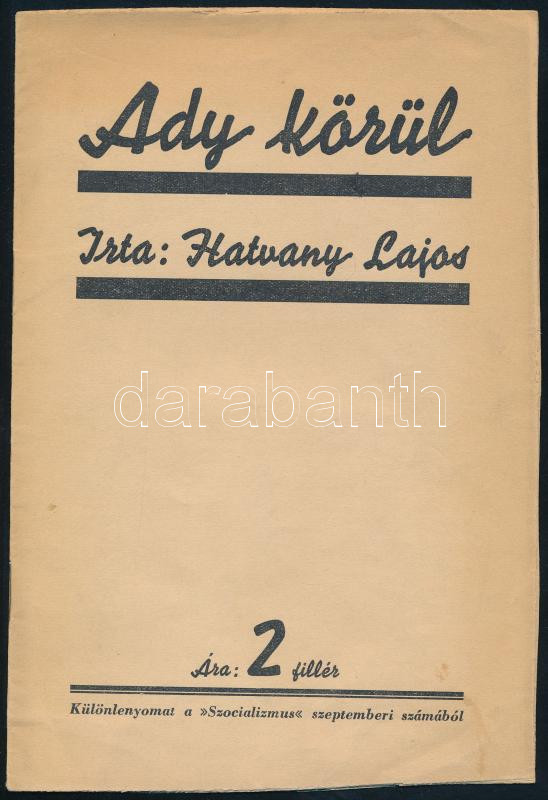 Ady körül
Irta: Hatvany Lajos
darabanth
Ára: 2 fillér
Különlenyomat a »Szocializmus« szeptemberi számából